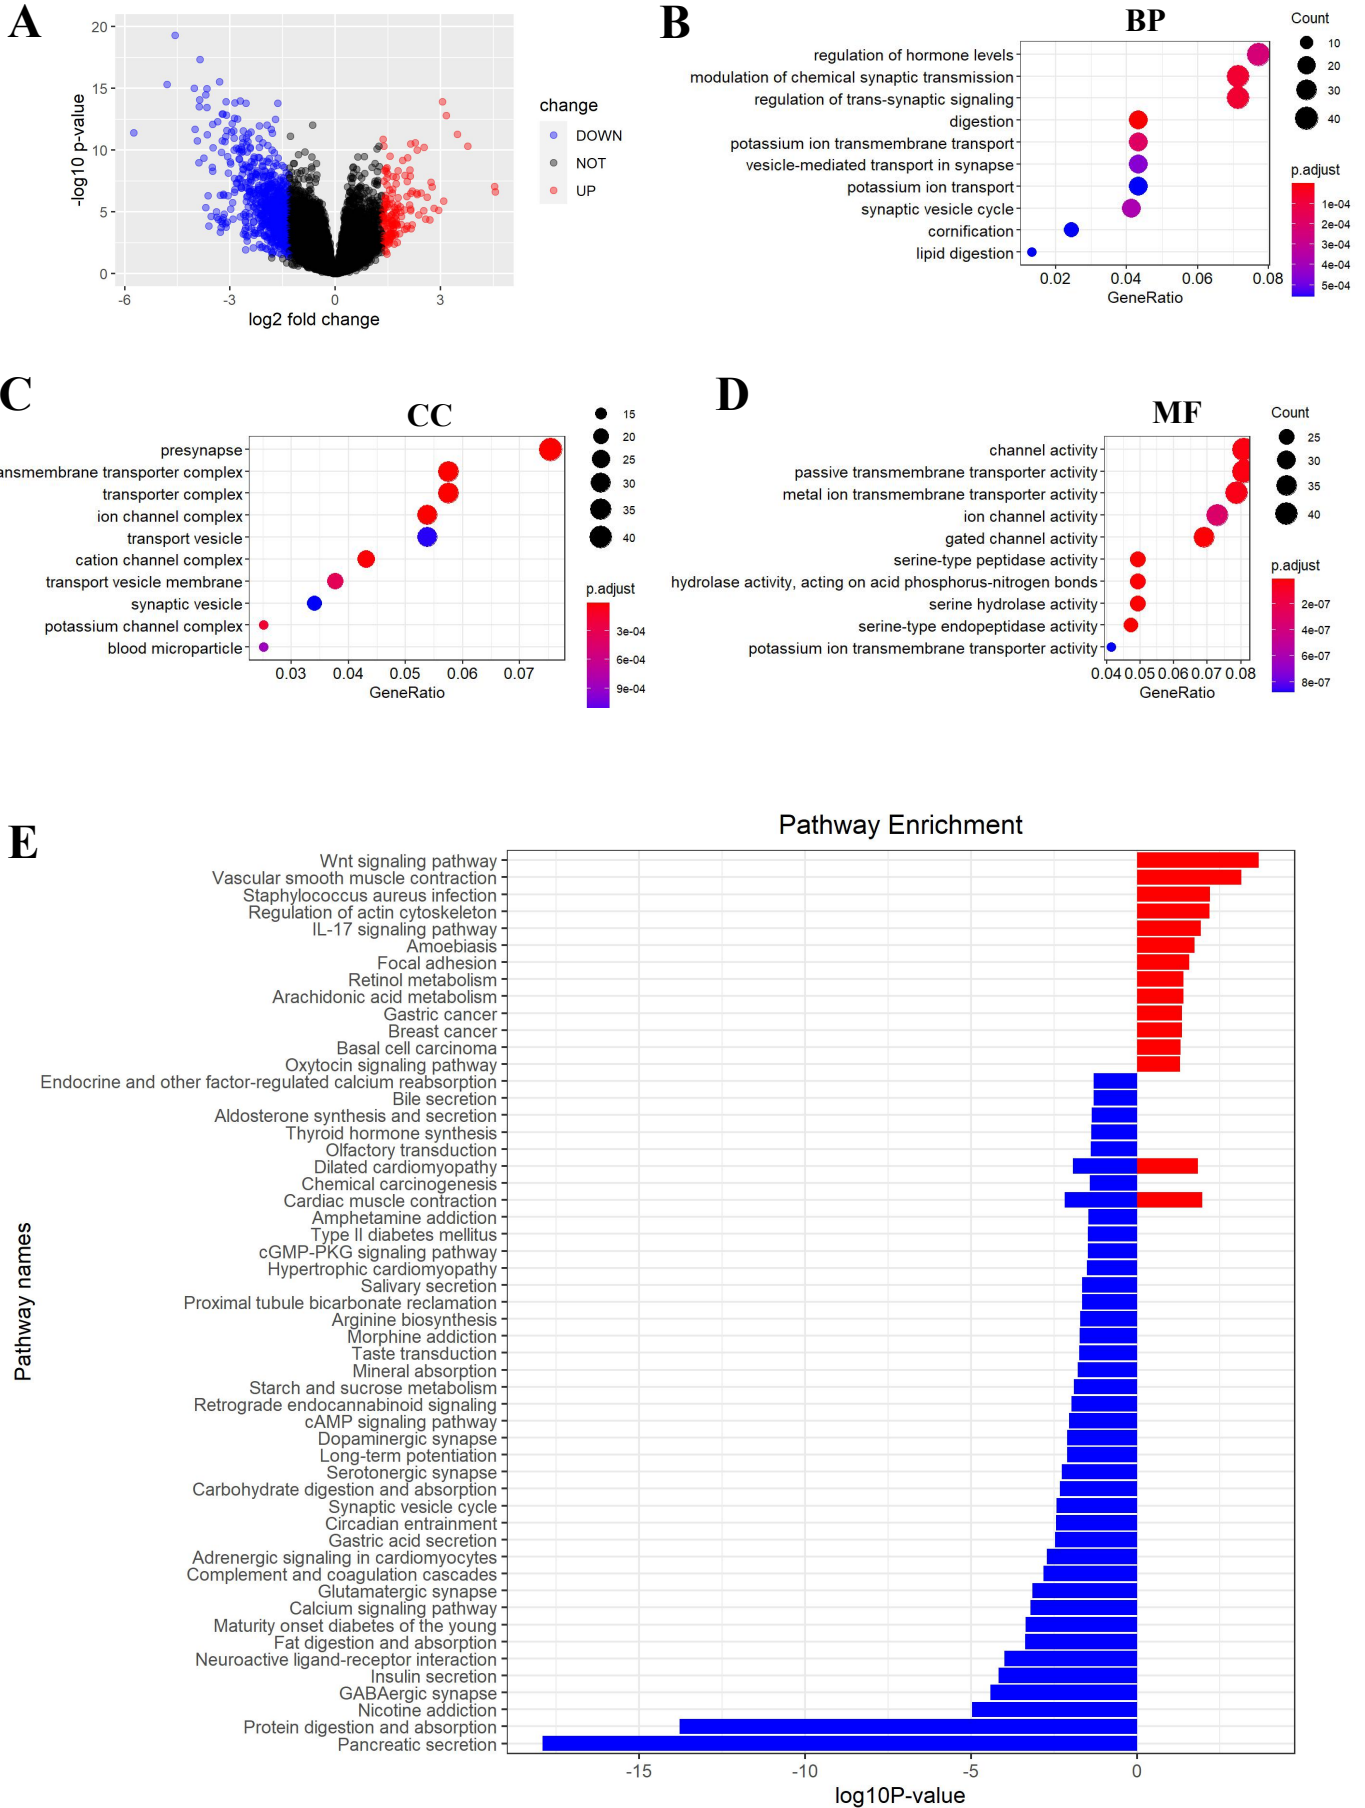 A
20
15
10
5
0
-log10 p-value
-6
-3
0
3
log2 fold change
change
DOWN
NOT
UP
B
BP
regulation of hormone levels
modulation of chemical synaptic transmission
regulation of trans-synaptic signaling
digestion
potassium ion transmembrane transport
vesicle-mediated transport in synapse
potassium ion transport
synaptic vesicle cycle
cornification
lipid digestion
0.02
0.04
0.06
0.08
GeneRatio
Count
10
20
30
40
p.adjust
1e-04
2e-04
3e-04
4e-04
5e-04
C
CC
presynapse
ansmembrane transporter complex
transporter complex
ion channel complex
transport vesicle
cation channel complex
transport vesicle membrane
synaptic vesicle
potassium channel complex
blood microparticle
0.03
0.04
0.05
0.06
0.07
GeneRatio
15
20
25
30
35
40
p.adjust
3e-04
6e-04
9e-04
D
MF
channel activity
passive transmembrane transporter activity
metal ion transmembrane transporter activity
ion channel activity
gated channel activity
serine-type peptidase activity
hydrolase activity, acting on acid phosphorus-nitrogen bonds
serine hydrolase activity
serine-type endopeptidase activity
potassium ion transmembrane transporter activity
0.04
0.05
0.06
0.07
0.08
GeneRatio
Count
25
30
35
40
p.adjust
2e-07
4e-07
6e-07
8e-07
E
Pathway Enrichment
Pathway names
Wnt signaling pathway
Vascular smooth muscle contraction
Staphylococcus aureus infection
Regulation of actin cytoskeleton
IL-17 signaling pathway
Amoebiasis
Focal adhesion
Retinol metabolism
Arachidonic acid metabolism
Gastric cancer
Breast cancer
Basal cell carcinoma
Oxytocin signaling pathway
Endocrine and other factor-regulated calcium reabsorption
Bile secretion
Aldosterone synthesis and secretion
Thyroid hormone synthesis
Olfactory transduction
Dilated cardiomyopathy
Chemical carcinogenesis
Cardiac muscle contraction
Amphetamine addiction
Type II diabetes mellitus
cGMP-PKG signaling pathway
Hypertrophic cardiomyopathy
Salivary secretion
Proximal tubule bicarbonate reclamation
Arginine biosynthesis
Morphine addiction
Taste transduction
Mineral absorption
Starch and sucrose metabolism
Retrograde endocannabinoid signaling
cAMP signaling pathway
Dopaminergic synapse
Long-term potentiation
Serotonergic synapse
Carbohydrate digestion and absorption
Synaptic vesicle cycle
Circadian entrainment
Gastric acid secretion
Adrenergic signaling in cardiomyocytes
Complement and coagulation cascades
Glutamatergic synapse
Calcium signaling pathway
Maturity onset diabetes of the young
Fat digestion and absorption
Neuroactive ligand-receptor interaction
Insulin secretion
GABAergic synapse
Nicotine addiction
Protein digestion and absorption
Pancreatic secretion
-15
-10
-5
0
log10P-value